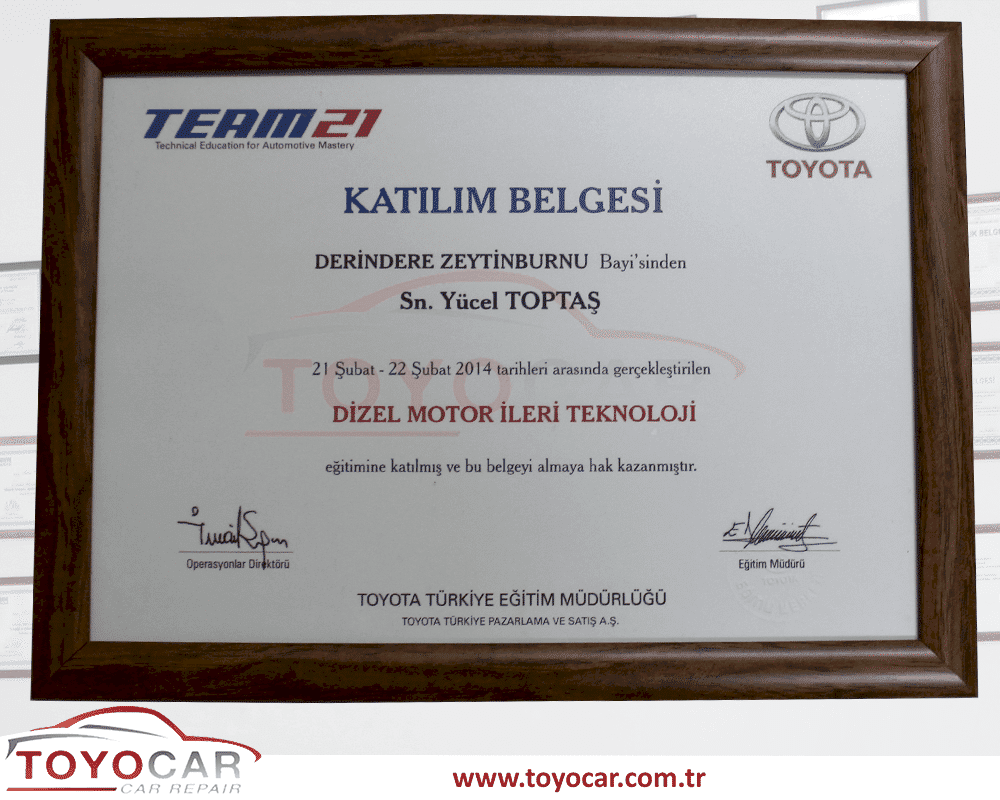 TEAM21
Technical Education for Automotive Mastery
TOYOTA
KATILIM BELGESİ
DERİNDERE ZEYTİNBURNU Bayi'sinden
Sn. Yücel TOPTAŞ
TOYOCAR
21 Şubat - 22 Şubat 2014 tarihleri arasında gerçekleştirilen
DİZEL MOTOR İLERİ TEKNOLOJİ
eğitimine katılmış ve bu belgeyi almaya hak kazanmıştır.
Operasyonlar Direktörü
Eğitim Müdürü
TOYOTA TÜRKİYE EĞİTİM MÜDÜRLÜĞÜ
TOYOTA TÜRKİYE PAZARLAMA VE SATIŞ A.Ş.
TOYOCAR
CAR REPAIR
www.toyocar.com.tr